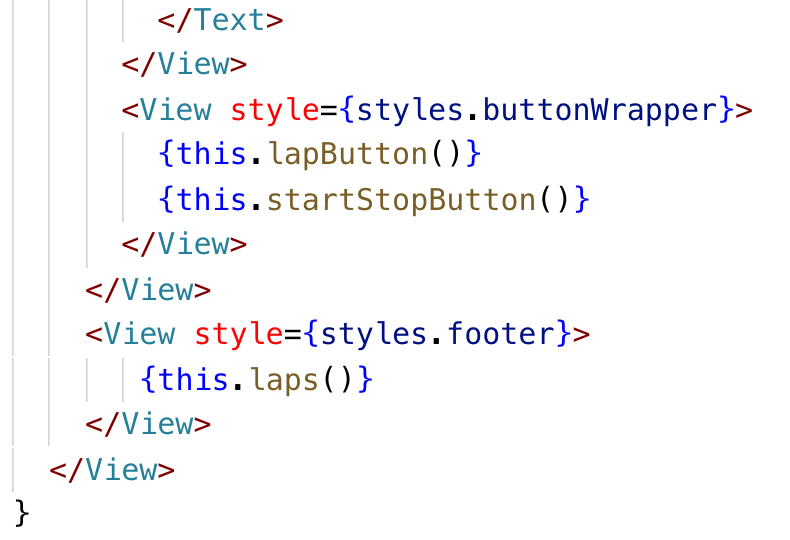 </Text>
</View>
<View style={styles.buttonWrapper}>
{this.lapButton()}
{this.startStopButton()}
</View>
</View>
<View style={styles.footer}>
{this.laps()}
</View>
</View>
}